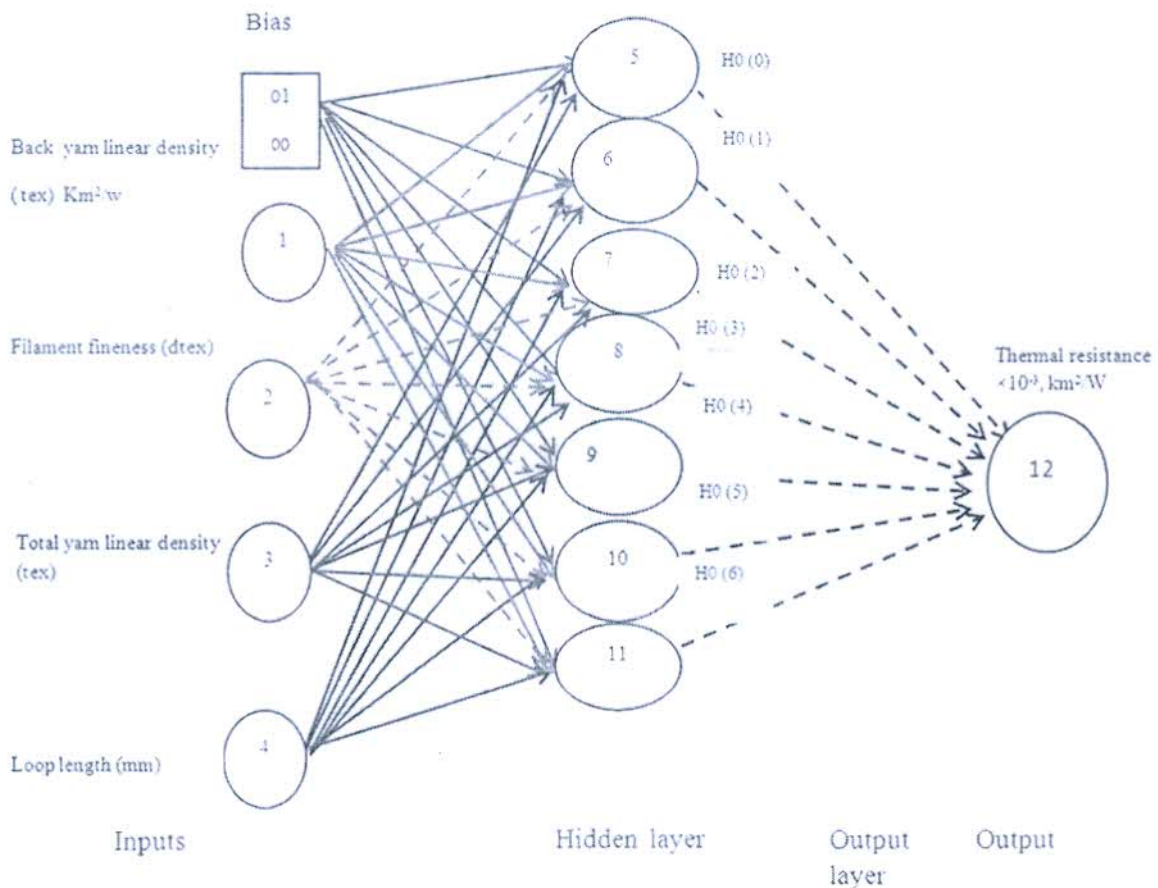 Bias
01
00
Back yarn linear density
(tex) Km²/w
1
Filament fineness (dtex)
2
Total yarn linear density
(tex)
3
Loop length (mm)
4
5
6
7
8
9
10
11
H0 (0)
H0 (1)
H0 (2)
H0 (3)
H0 (4)
H0 (5)
H0 (6)
Thermal resistance
×10⁻³, km²/W
12
Inputs
Hidden layer
Output
layer
Output